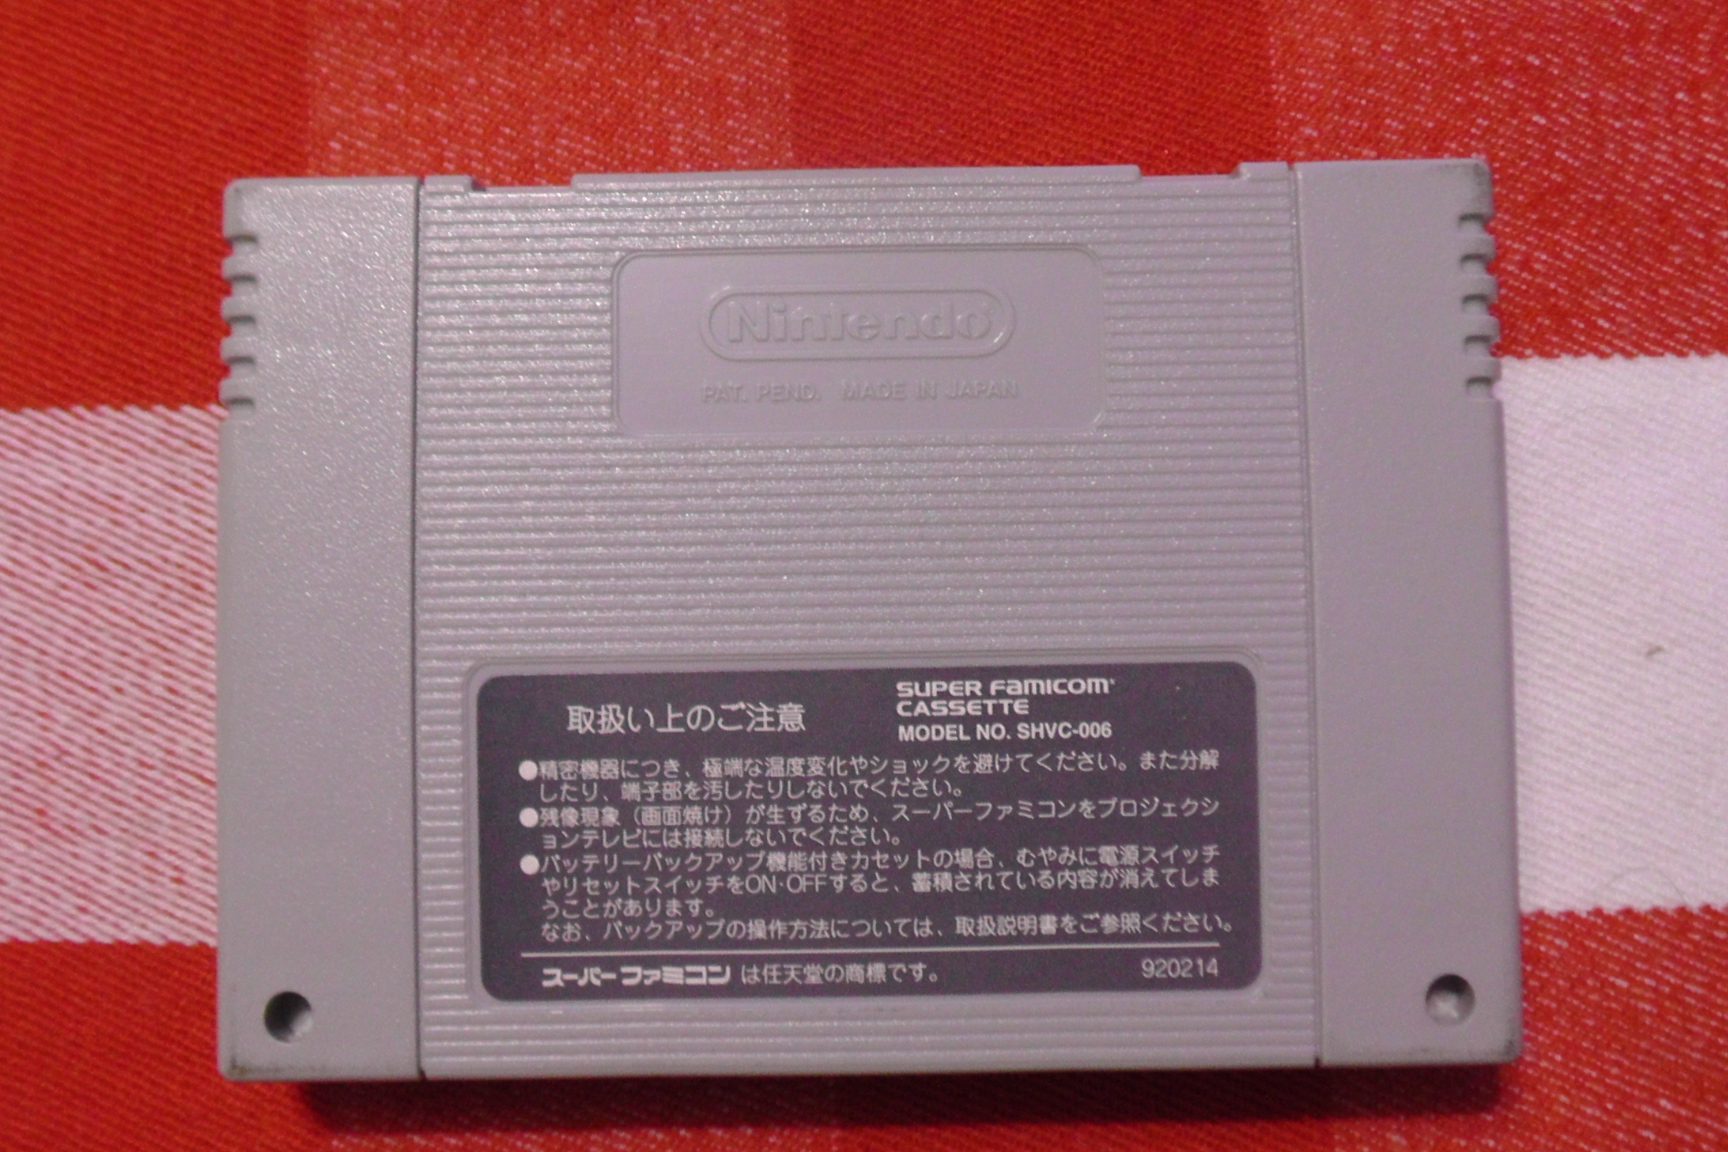 Nintendo
PAT. PEND. MADE IN JAPAN
取扱い上のご注意
SUPER FAMICOM
CASSETTE
MODEL NO. SHVC-006
●精密機器につき、極端な温度変化やショックを避けてください。また分解
したり、端子部を汚したりしないでください。
●残像現象(画面焼け)が生ずるため、スーパーファミコンをプロジェクシ
ョンテレビには接続しないでください。
●バッテリーバックアップ機能付きカセットの場合、むやみに電源スイッチ
やリセットスイッチをON・OFFすると、蓄積されている内容が消えてしま
うことがあります。
なお、バックアップの操作方法については、取扱説明書をご参照ください。
スーパーファミコンは任天堂の商標です。
920214